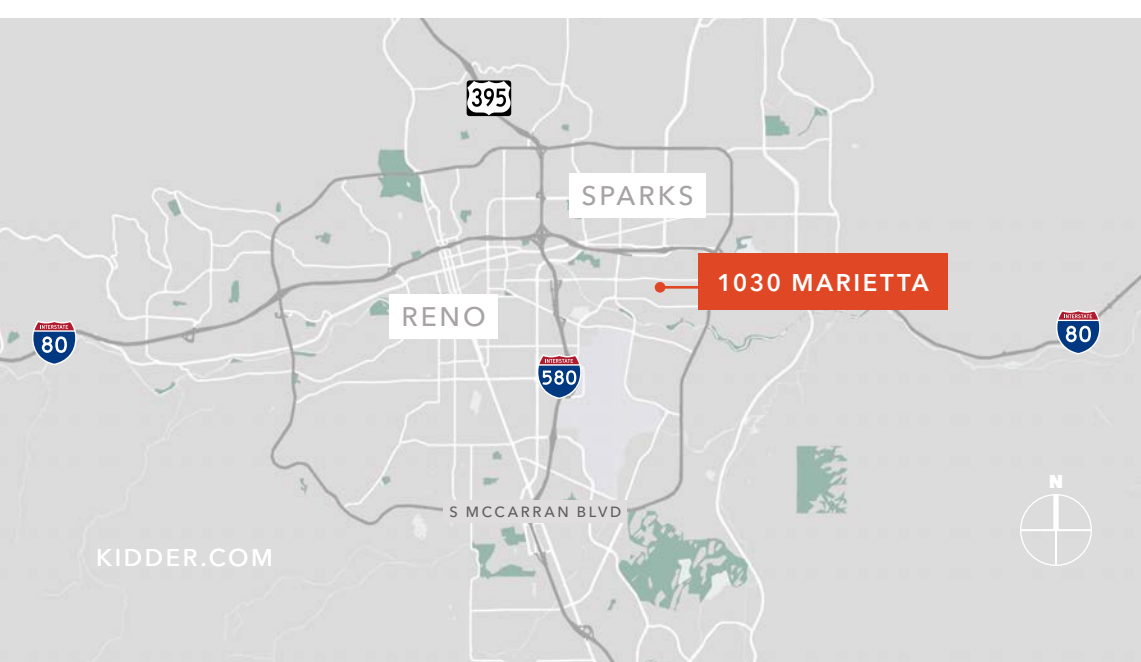 395
SPARKS
1030 MARIETTA
RENO
INTERSTATE
80
INTERSTATE
80
INTERSTATE
580
N
S MCCARRAN BLVD
KIDDER.COM